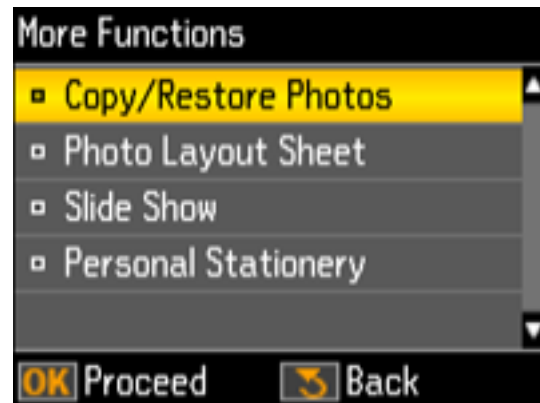 More Functions
Copy/Restore Photos
Photo Layout Sheet
Slide Show
Personal Stationery
OK Proceed Back